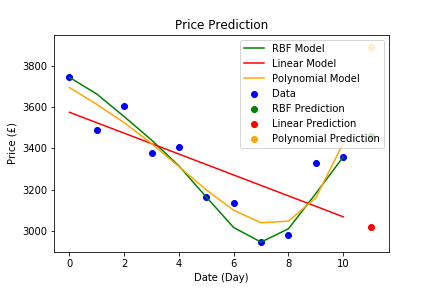 Price Prediction
Price (£)
3800
3600
3400
3200
3000
RBF Model
Linear Model
Polynomial Model
Data
RBF Prediction
Linear Prediction
Polynomial Prediction
0
2
4
6
8
10
Date (Day)